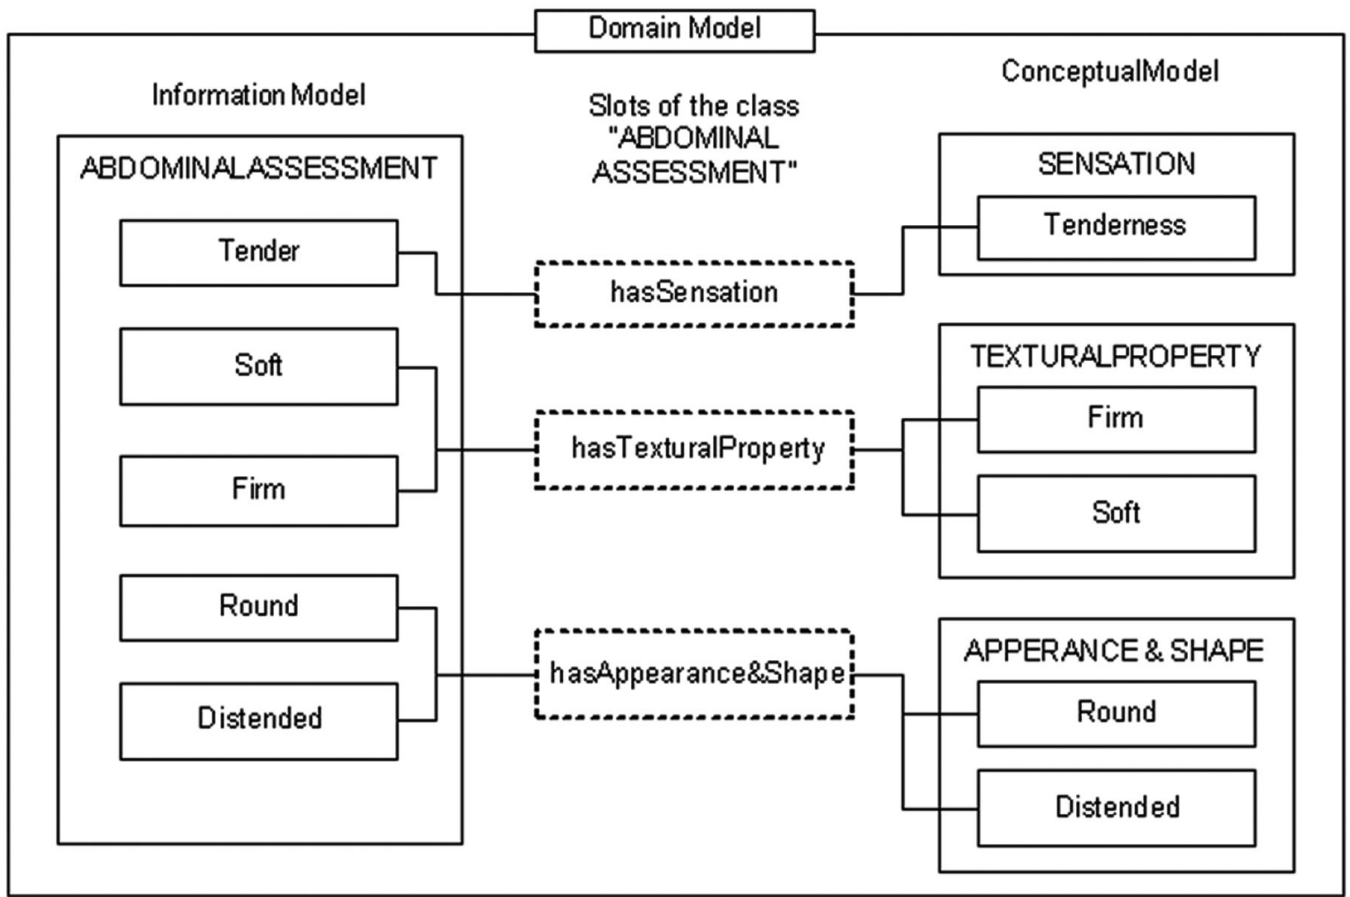 Domain Model
Information Model
ABDOMINALASSESSMENT
Tender
Soft
Firm
Round
Distended
Slots of the class
"ABDOMINAL
ASSESSMENT"
hasSensation
hasTexturalProperty
hasAppearance&Shape
ConceptualModel
SENSATION
Tenderness
TEXTURALPROPERTY
Firm
Soft
APPERANCE & SHAPE
Round
Distended